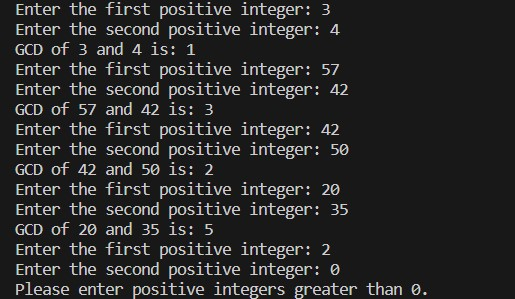 Enter the first positive integer: 3
Enter the second positive integer: 4
GCD of 3 and 4 is: 1
Enter the first positive integer: 57
Enter the second positive integer: 42
GCD of 57 and 42 is: 3
Enter the first positive integer: 42
Enter the second positive integer: 50
GCD of 42 and 50 is: 2
Enter the first positive integer: 20
Enter the second positive integer: 35
GCD of 20 and 35 is: 5
Enter the first positive integer: 2
Enter the second positive integer: 0
Please enter positive integers greater than 0.